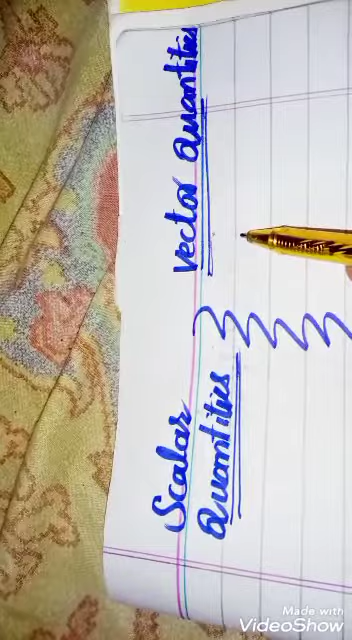 Scalar
Quantities
Vector Quantities
Made with
VideoShow